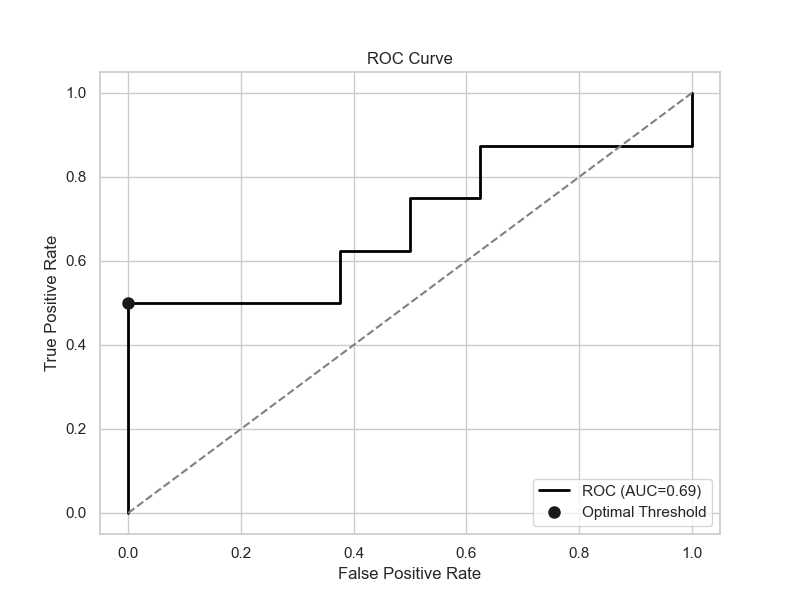 ROC Curve
True Positive Rate
1.0
0.8
0.6
0.4
0.2
0.0
ROC (AUC=0.69)
Optimal Threshold
0.0 0.2 0.4 0.6 0.8 1.0
False Positive Rate